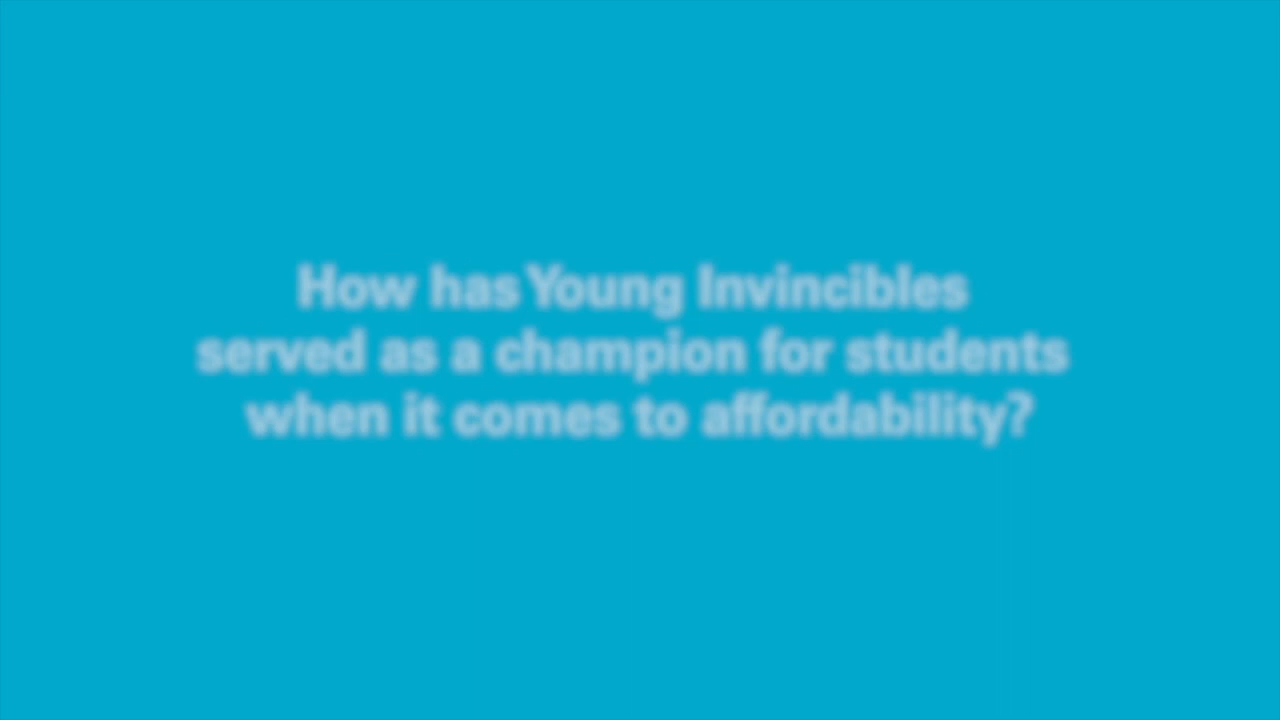 How has Young Invincibles
served as a champion for students
when it comes to affordability?